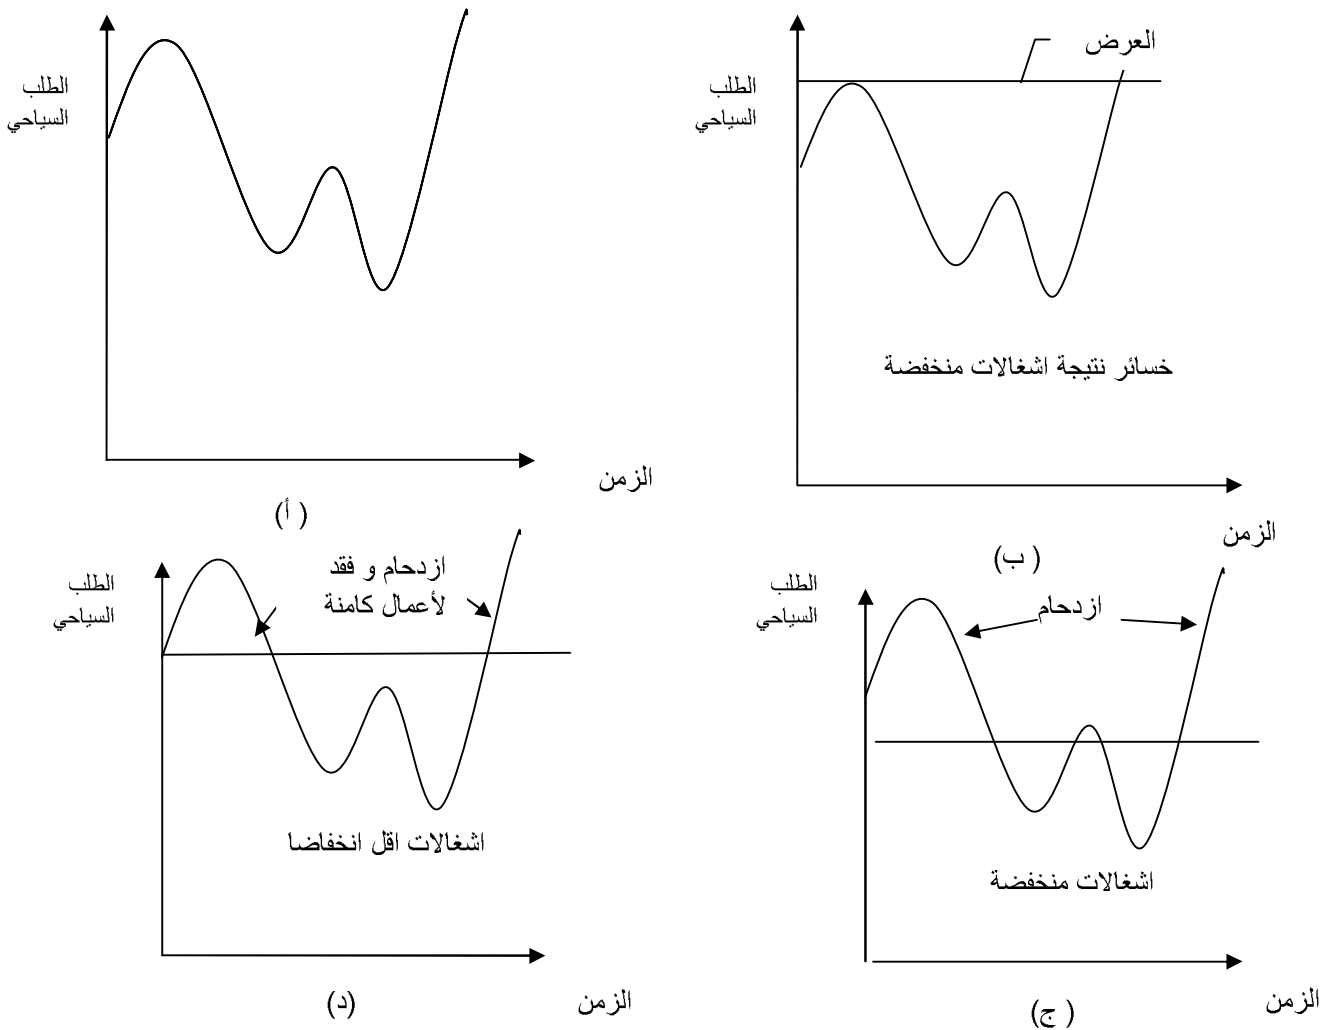 الطلب
السياحي
الزمن
( أ)
العرض
الطلب
السياحي
خسائر نتيجة اشغالات منخفضة
الزمن
( ب)
الطلب
السياحي
ازدحام و فقد
لأعمال كامنة
اشغالات اقل انخفاضا
الزمن
(د)
الطلب
السياحي
ازدحام
اشغالات منخفضة
الزمن
( ج)